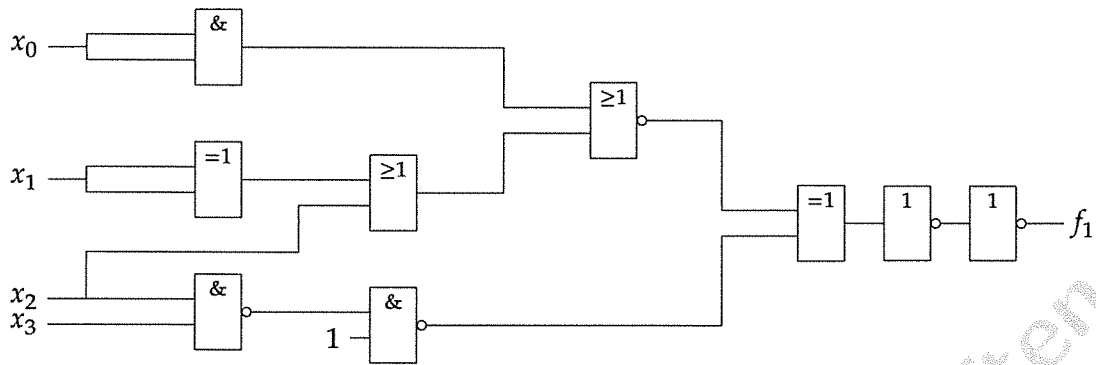 x₀
&
≥1
x₁
=1
≥1
=1
1
1
f₁
x₂
x₃
&
&
1